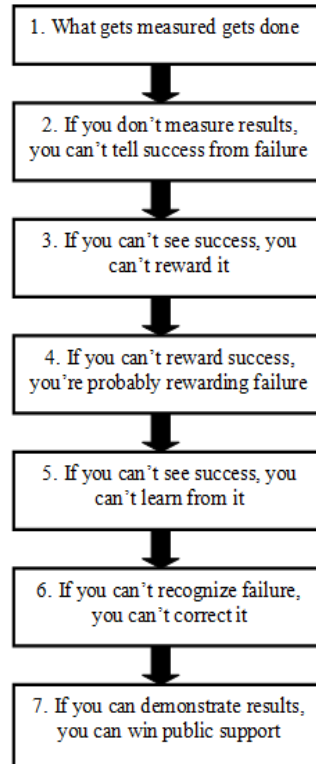 1. What gets measured gets done
2. If you don’t measure results,
you can’t tell success from failure
3. If you can’t see success, you
can’t reward it
4. If you can’t reward success,
you’re probably rewarding failure
5. If you can’t see success, you
can’t learn from it
6. If you can’t recognize failure,
you can’t correct it
7. If you can demonstrate results,
you can win public support